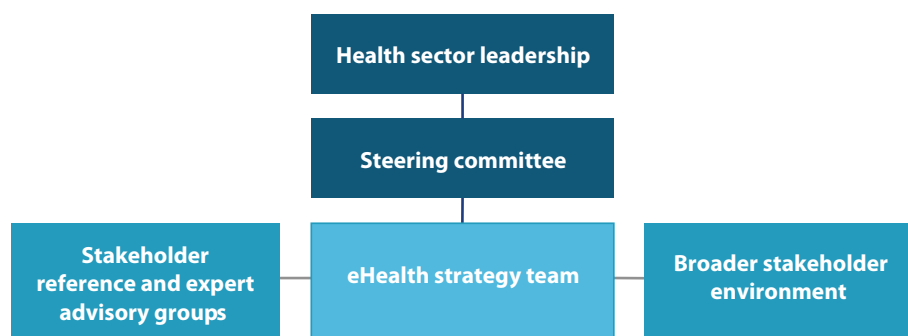 Health sector leadership
Steering committee
Stakeholder
reference and expert
advisory groups
eHealth strategy team
Broader stakeholder
environment